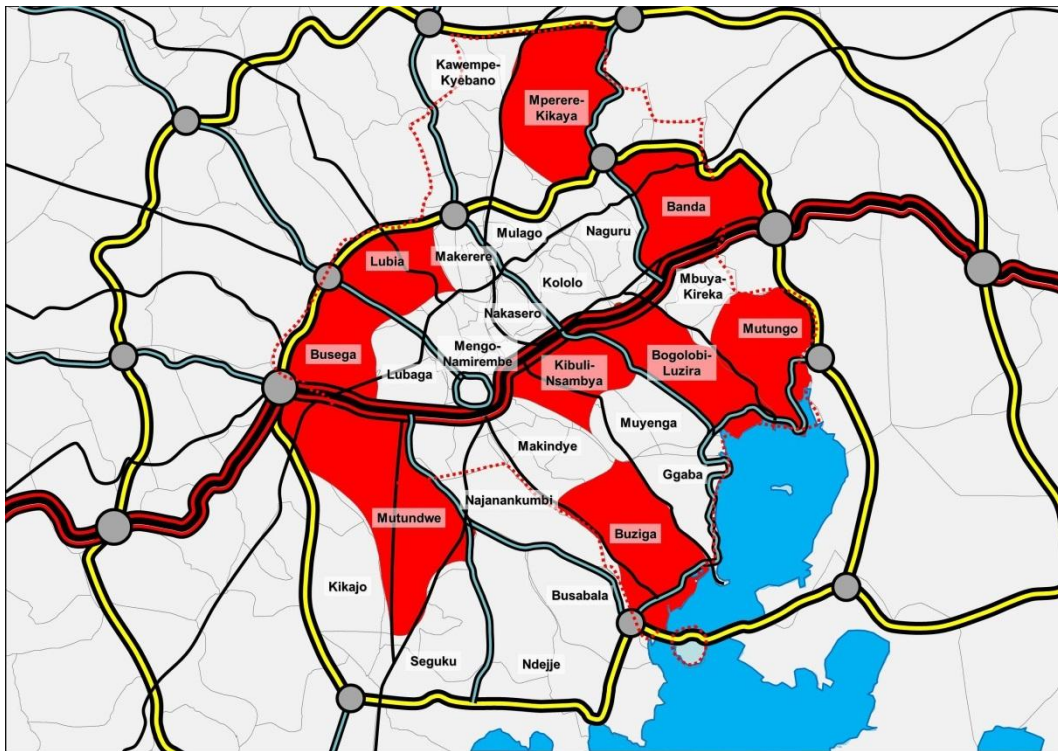 Kawempe-
Kyebano
Mperere-
Kikaya
Banda
Mulago
Naguru
Lubia
Makerere
Kololo
Mbuya-
Kireka
Nakasero
Mutungo
Mengo-
Namirembe
Busega
Lubaga
Kibuli-
Nsambya
Bogolobi-
Luzira
Muyenga
Makindye
Ggaba
Najanankumbi
Mutundwe
Buziga
Kikajo
Busabala
Seguku
Ndejje